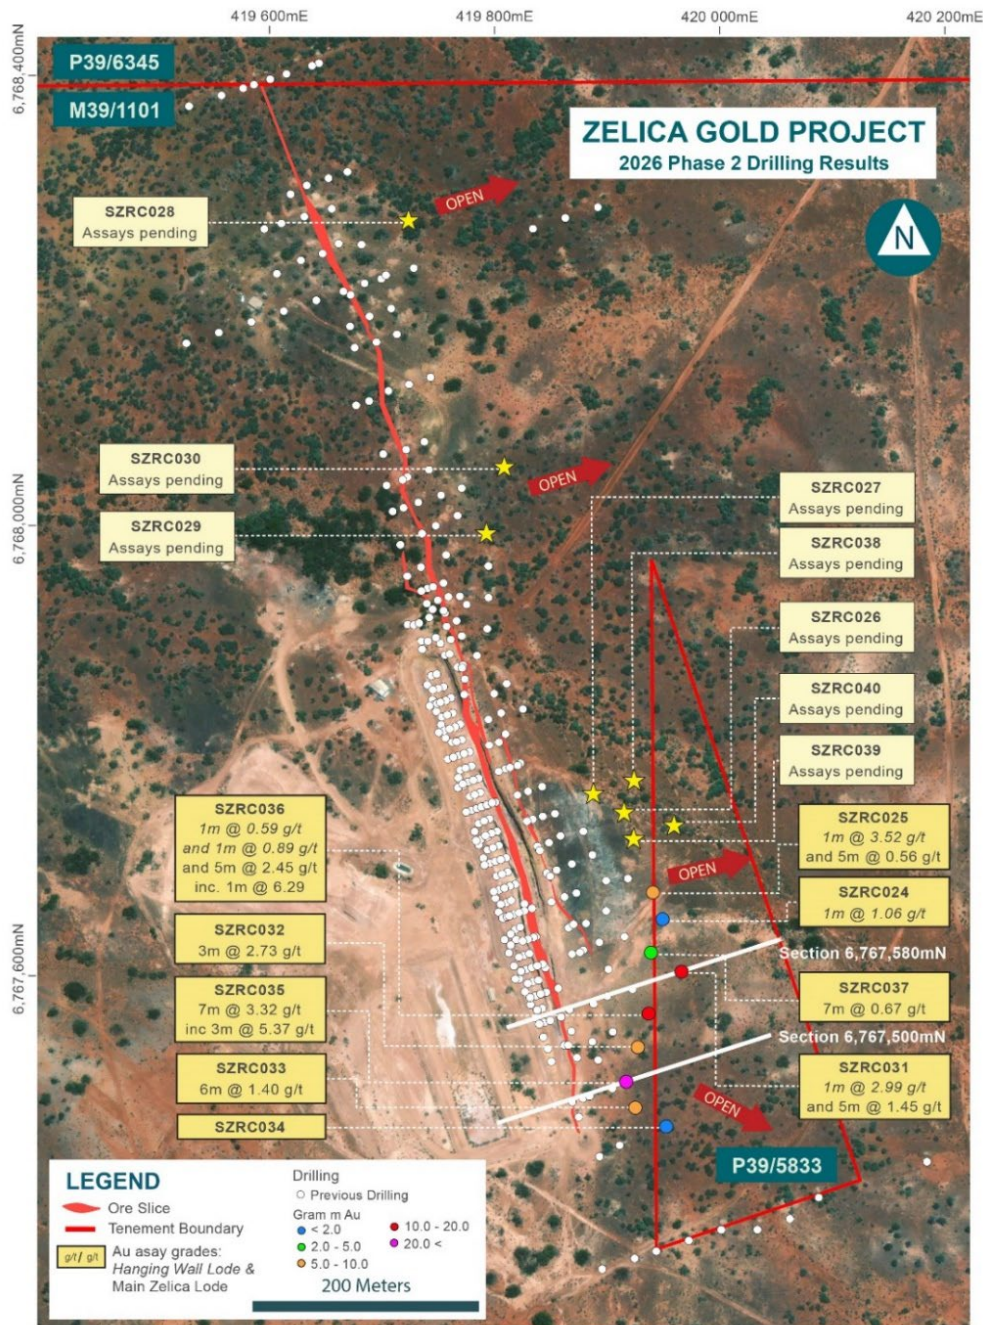 419 600mE
419 800mE
420 000mE
420 200mE
6,768,400mN
6,768,000mN
6,767,600mN
P39/6345
M39/1101
ZELICA GOLD PROJECT
2026 Phase 2 Drilling Results
N
SZRC028
Assays pending
OPEN
SZRC030
Assays pending
OPEN
SZRC029
Assays pending
SZRC027
Assays pending
SZRC038
Assays pending
SZRC026
Assays pending
SZRC040
Assays pending
SZRC039
Assays pending
SZRC036
1m @ 0.59 g/t
and 1m @ 0.89 g/t
and 5m @ 2.45 g/t
inc. 1m @ 6.29
SZRC032
3m @ 2.73 g/t
SZRC035
7m @ 3.32 g/t
inc 3m @ 5.37 g/t
SZRC033
6m @ 1.40 g/t
SZRC034
SZRC025
1m @ 3.52 g/t
and 5m @ 0.56 g/t
OPEN
SZRC024
1m @ 1.06 g/t
Section 6,767,580mN
SZRC037
7m @ 0.67 g/t
Section 6,767,500mN
SZRC031
1m @ 2.99 g/t
and 5m @ 1.45 g/t
OPEN
P39/5833
LEGEND
Ore Slice
Tenement Boundary
g/t/ g/t
Au asay grades:
Hanging Wall Lode &
Main Zelica Lode
Drilling
Previous Drilling
Gram m Au
< 2.0
2.0 - 5.0
5.0 - 10.0
10.0 - 20.0
20.0 <
200 Meters